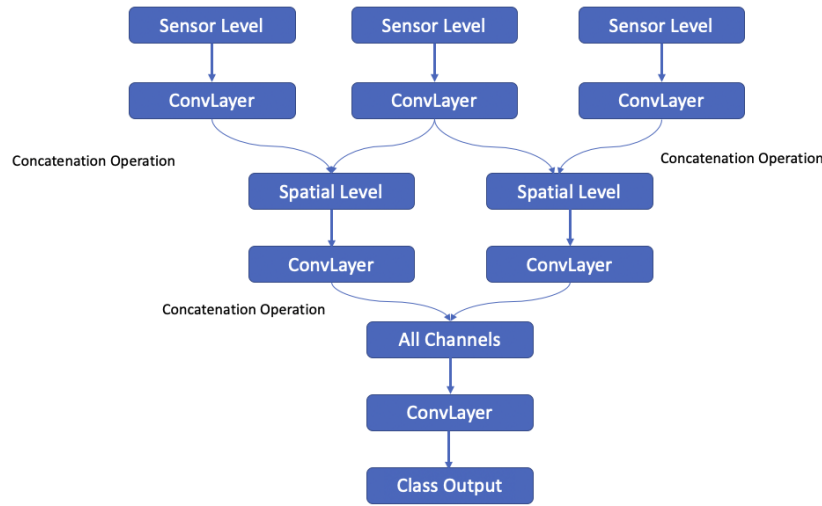 Sensor Level
Sensor Level
Sensor Level
ConvLayer
ConvLayer
ConvLayer
Concatenation Operation
Concatenation Operation
Spatial Level
Spatial Level
ConvLayer
ConvLayer
Concatenation Operation
All Channels
ConvLayer
Class Output